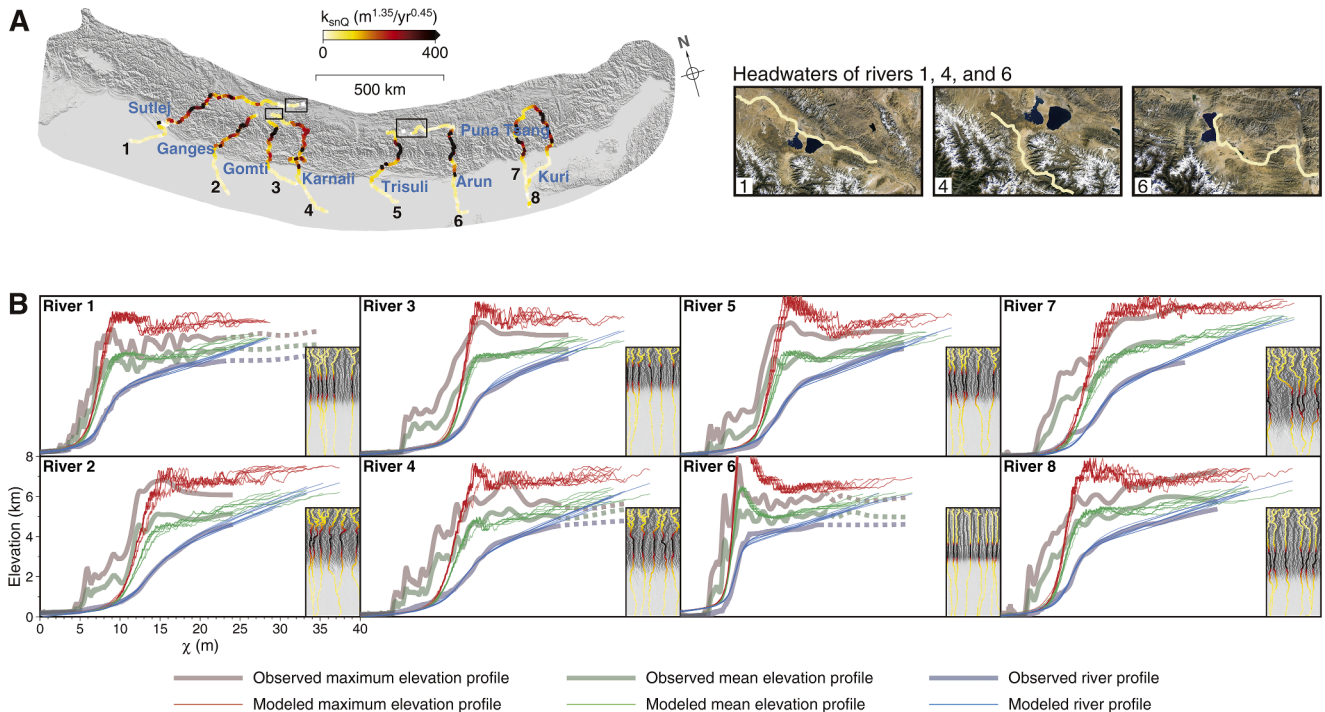 A
k_snQ (m^1.35/yr^0.45)
0 400
500 km
N
Sutlej
Ganges
Gomti
Karnali
Trisuli
Arun
Puna Tsang
Kuri
1 2 3 4 5 6 7 8
Headwaters of rivers 1, 4, and 6
1 4 6
B
River 1 River 3 River 5 River 7
River 2 River 4 River 6 River 8
8
6
4
2
0
Elevation (km)
0 5 10 15 20 25 30 35 40
χ (m)
Observed maximum elevation profile Observed mean elevation profile Observed river profile
Modeled maximum elevation profile Modeled mean elevation profile Modeled river profile